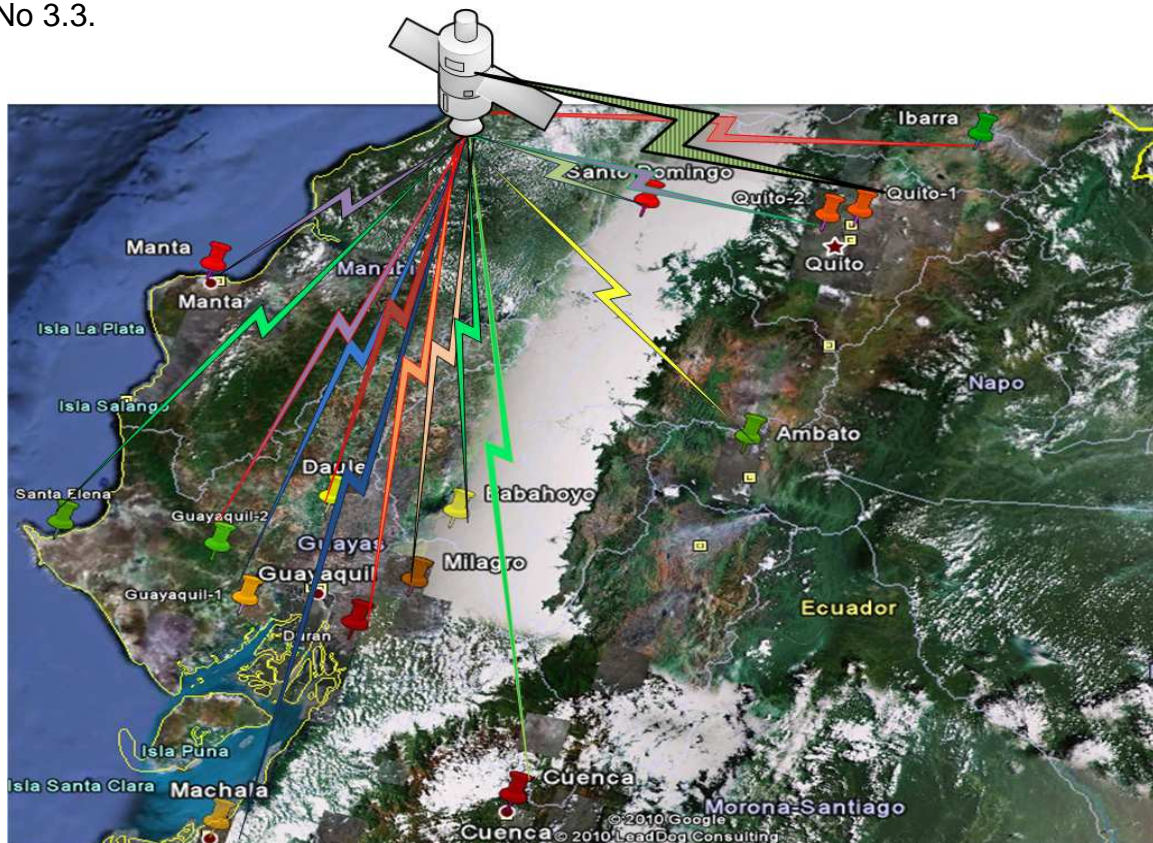 No 3.3.
Ibarra
Santo Domingo
Quito-2
Quito-1
Quito
Manta
Manta
Manabi
Isla La Plata
Napo
Isla Salango
Ambato
Daule
Santa Elena
Babahoyo
Guayaquil-2
Guayas
Milagro
Guayaquil
Guayaquil-1
Ecuador
Duran
Isla Puna
Isla Santa Clara
Machala
Cuenca
Morona-Santiago
©2010 Google
Cuenca
© 2010 LeadDog Consulting